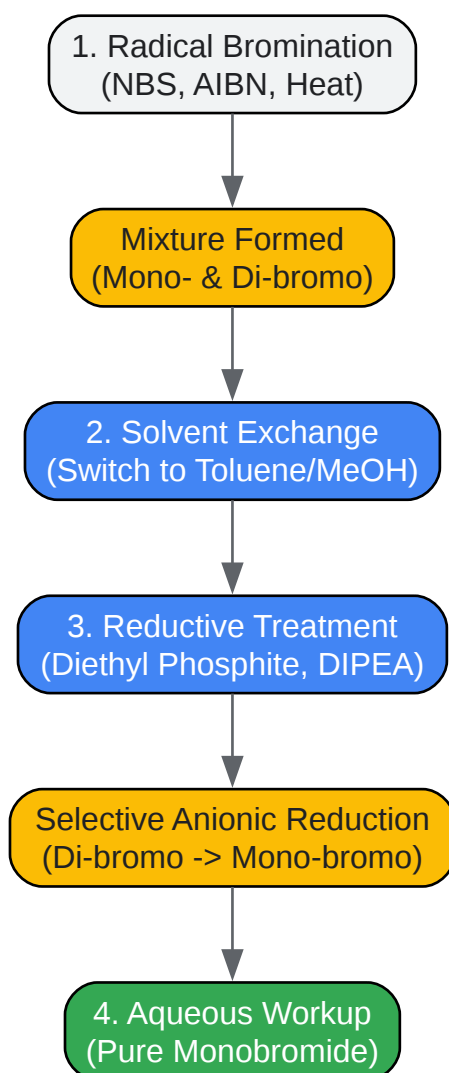 1. Radical Bromination
(NBS, AIBN, Heat)
Mixture Formed
(Mono- & Di-bromo)
2. Solvent Exchange
(Switch to Toluene/MeOH)
3. Reductive Treatment
(Diethyl Phosphite, DIPEA)
Selective Anionic Reduction
(Di-bromo -> Mono-bromo)
4. Aqueous Workup
(Pure Monobromide)